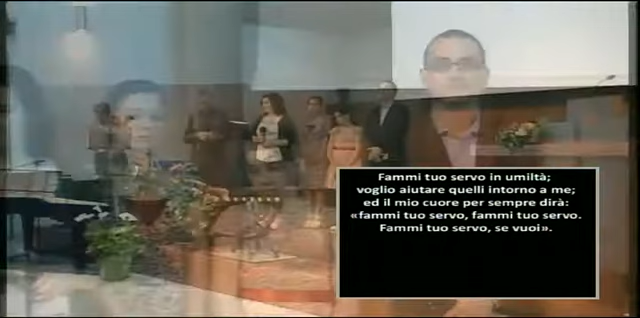 Fammi tuo servo in umiltà;
voglio aiutare quelli intorno a me;
ed il mio cuore per sempre dirà:
«fammi tuo servo, fammi tuo servo.
Fammi tuo servo, se vuoi».